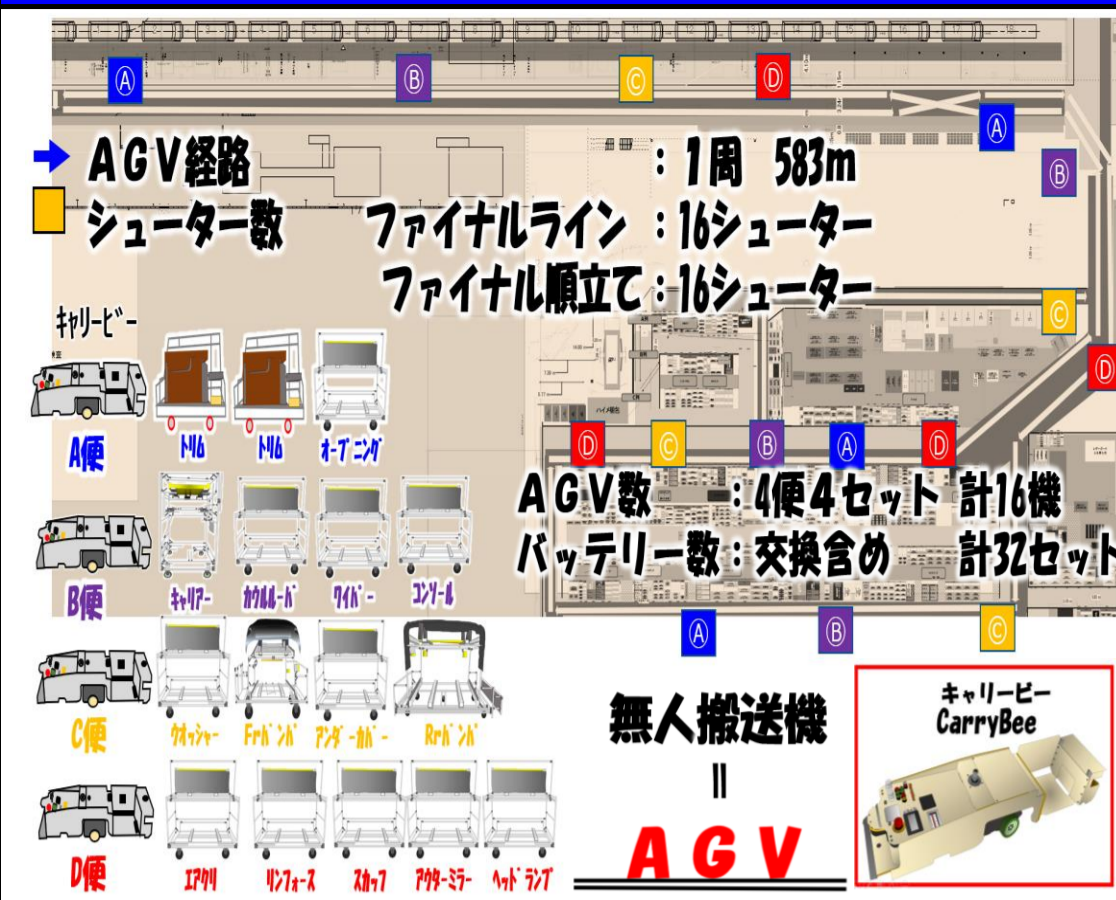 Ⓐ Ⓑ Ⓒ Ⓓ
Ⓐ
Ⓑ
AGV経路 :1周 583m
シューター数 ファイナルライン :16シューター
ファイナル順立て:16シューター
Ⓒ
Ⓓ
キャリービー
A便 トリム トリム オープニング
Ⓓ Ⓒ Ⓑ Ⓐ Ⓓ
AGV数 :4便4セット 計16機
バッテリー数:交換含め 計32セット
B便 キャリアー カウルルーバ ワイパー コンソール
Ⓐ Ⓑ Ⓒ
C便 ウオッシャー Frバンパ アンダーカバー Rrバンパ
D便 エアクリ リンフォース スカッフ アウターミラー ヘッドランプ
無人搬送機
=
AGV
キャリービー
CarryBee